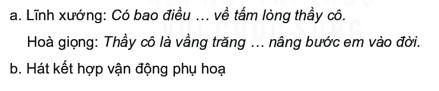 a. Lĩnh xướng: Có bao điều ... về tấm lòng thầy cô.
Hoà giọng: Thầy cô là vầng trăng ... nâng bước em vào đời.
b. Hát kết hợp vận động phụ hoạ